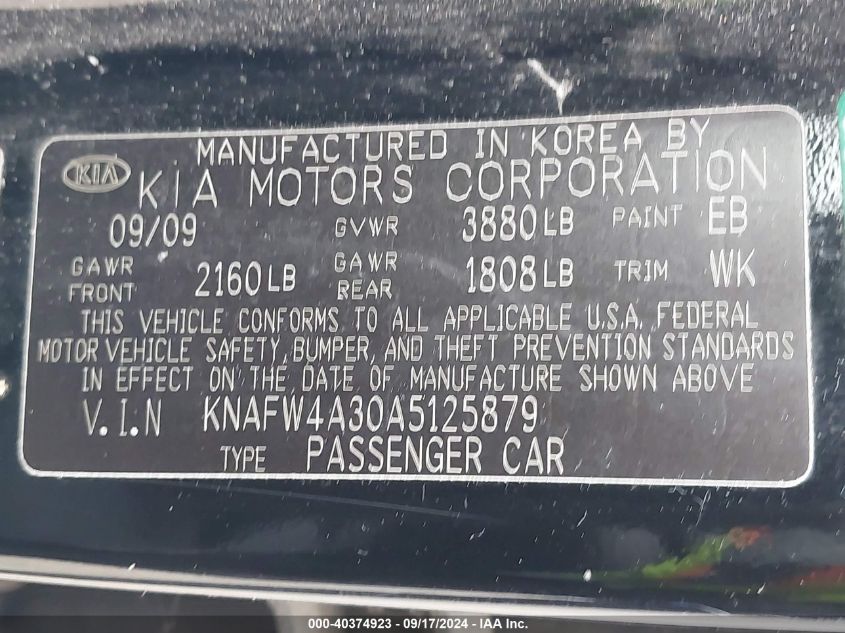 MANUFACTURED IN KOREA BY
KIA KIA MOTORS CORPORATION
09/09 GVWR 3880LB PAINT EB
GAWR FRONT 2160LB GAWR REAR 1808LB TRIM WK
THIS VEHICLE CONFORMS TO ALL APPLICABLE U.S.A. FEDERAL
MOTOR VEHICLE SAFETY, BUMPER, AND THEFT PREVENTION STANDARDS
IN EFFECT ON THE DATE OF MANUFACTURE SHOWN ABOVE
V.I.N KNAFW4A30A5125879
TYPE PASSENGER CAR
000-40374923 - 09/17/2024 - IAA Inc.